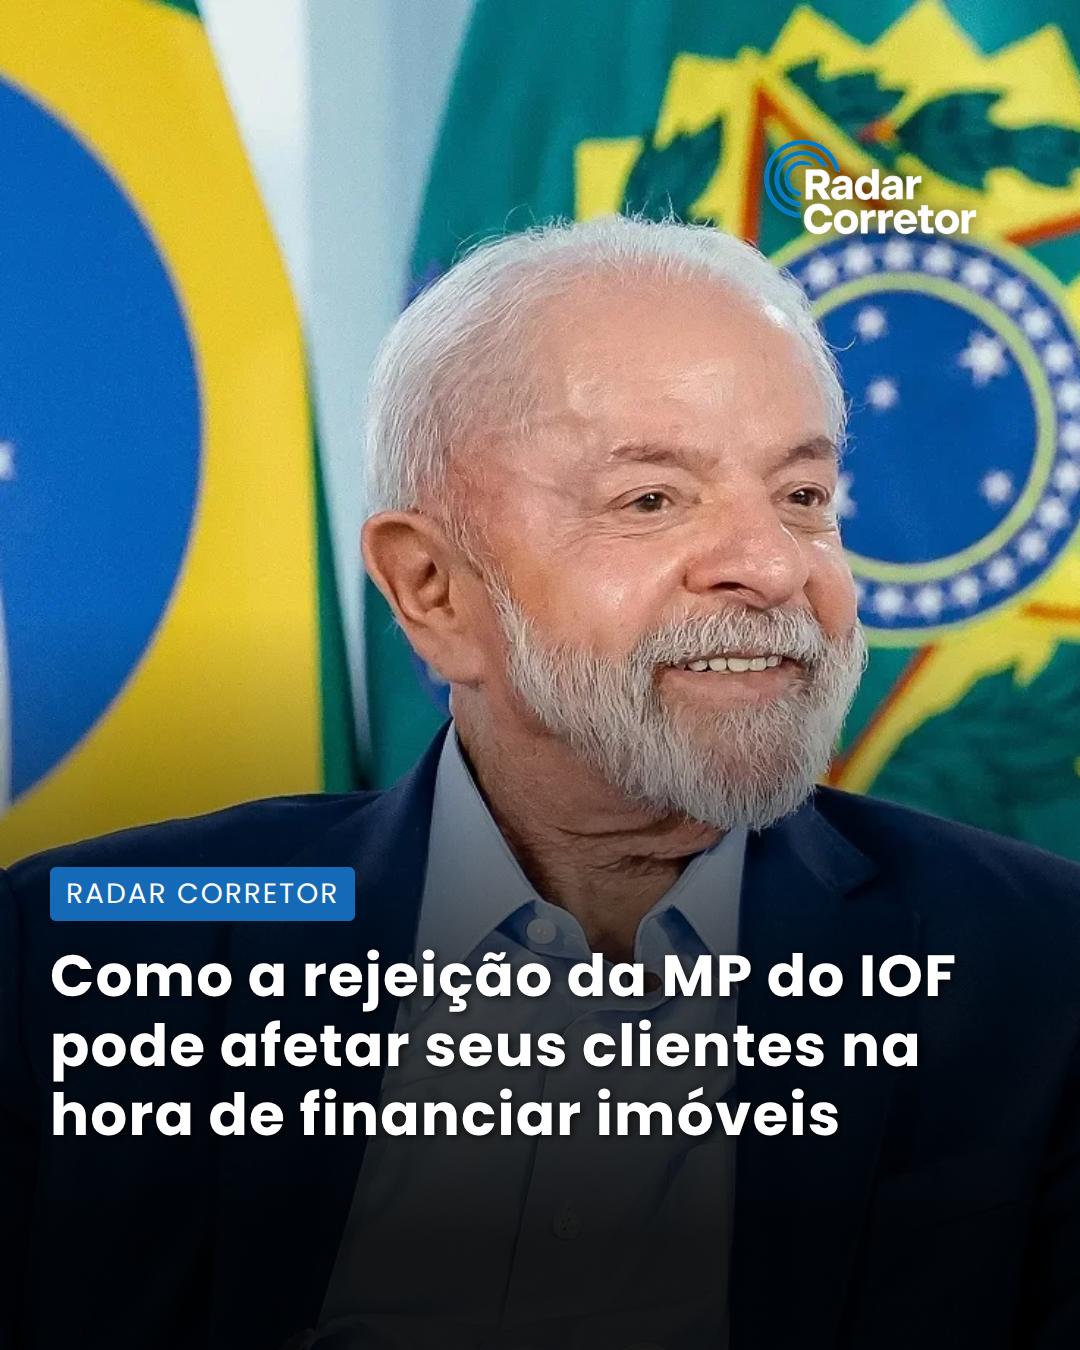 Radar
Corretor
RADAR CORRETOR
Como a rejeição da MP do IOF
pode afetar seus clientes na
hora de financiar imóveis